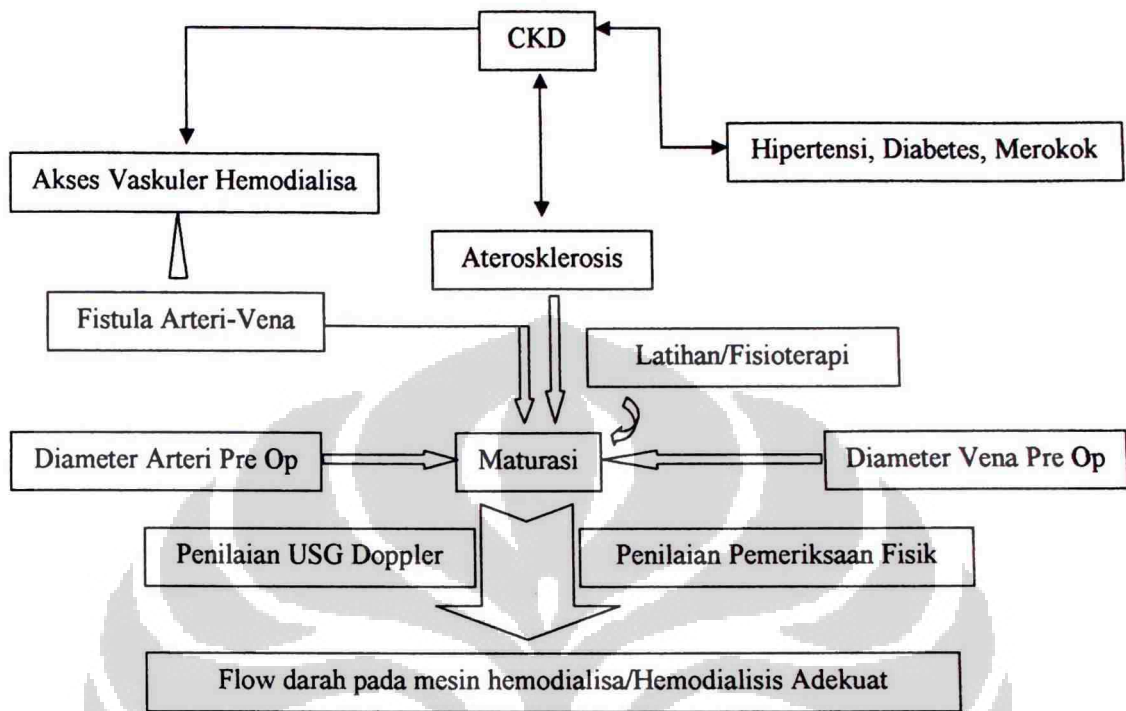 CKD
Hipertensi, Diabetes, Merokok
Akses Vaskuler Hemodialisa
Aterosklerosis
Fistula Arteri-Vena
Latihan/Fisioterapi
Diameter Arteri Pre Op
Maturasi
Diameter Vena Pre Op
Penilaian USG Doppler
Penilaian Pemeriksaan Fisik
Flow darah pada mesin hemodialisa/Hemodialisis Adekuat